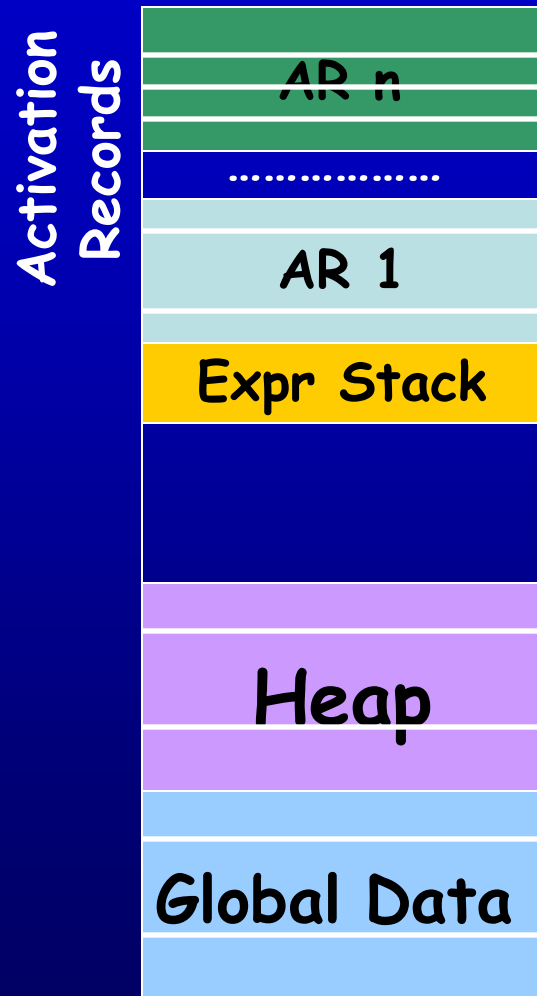 Activation
Records
AR n
………………
AR 1
Expr Stack
Heap
Global Data